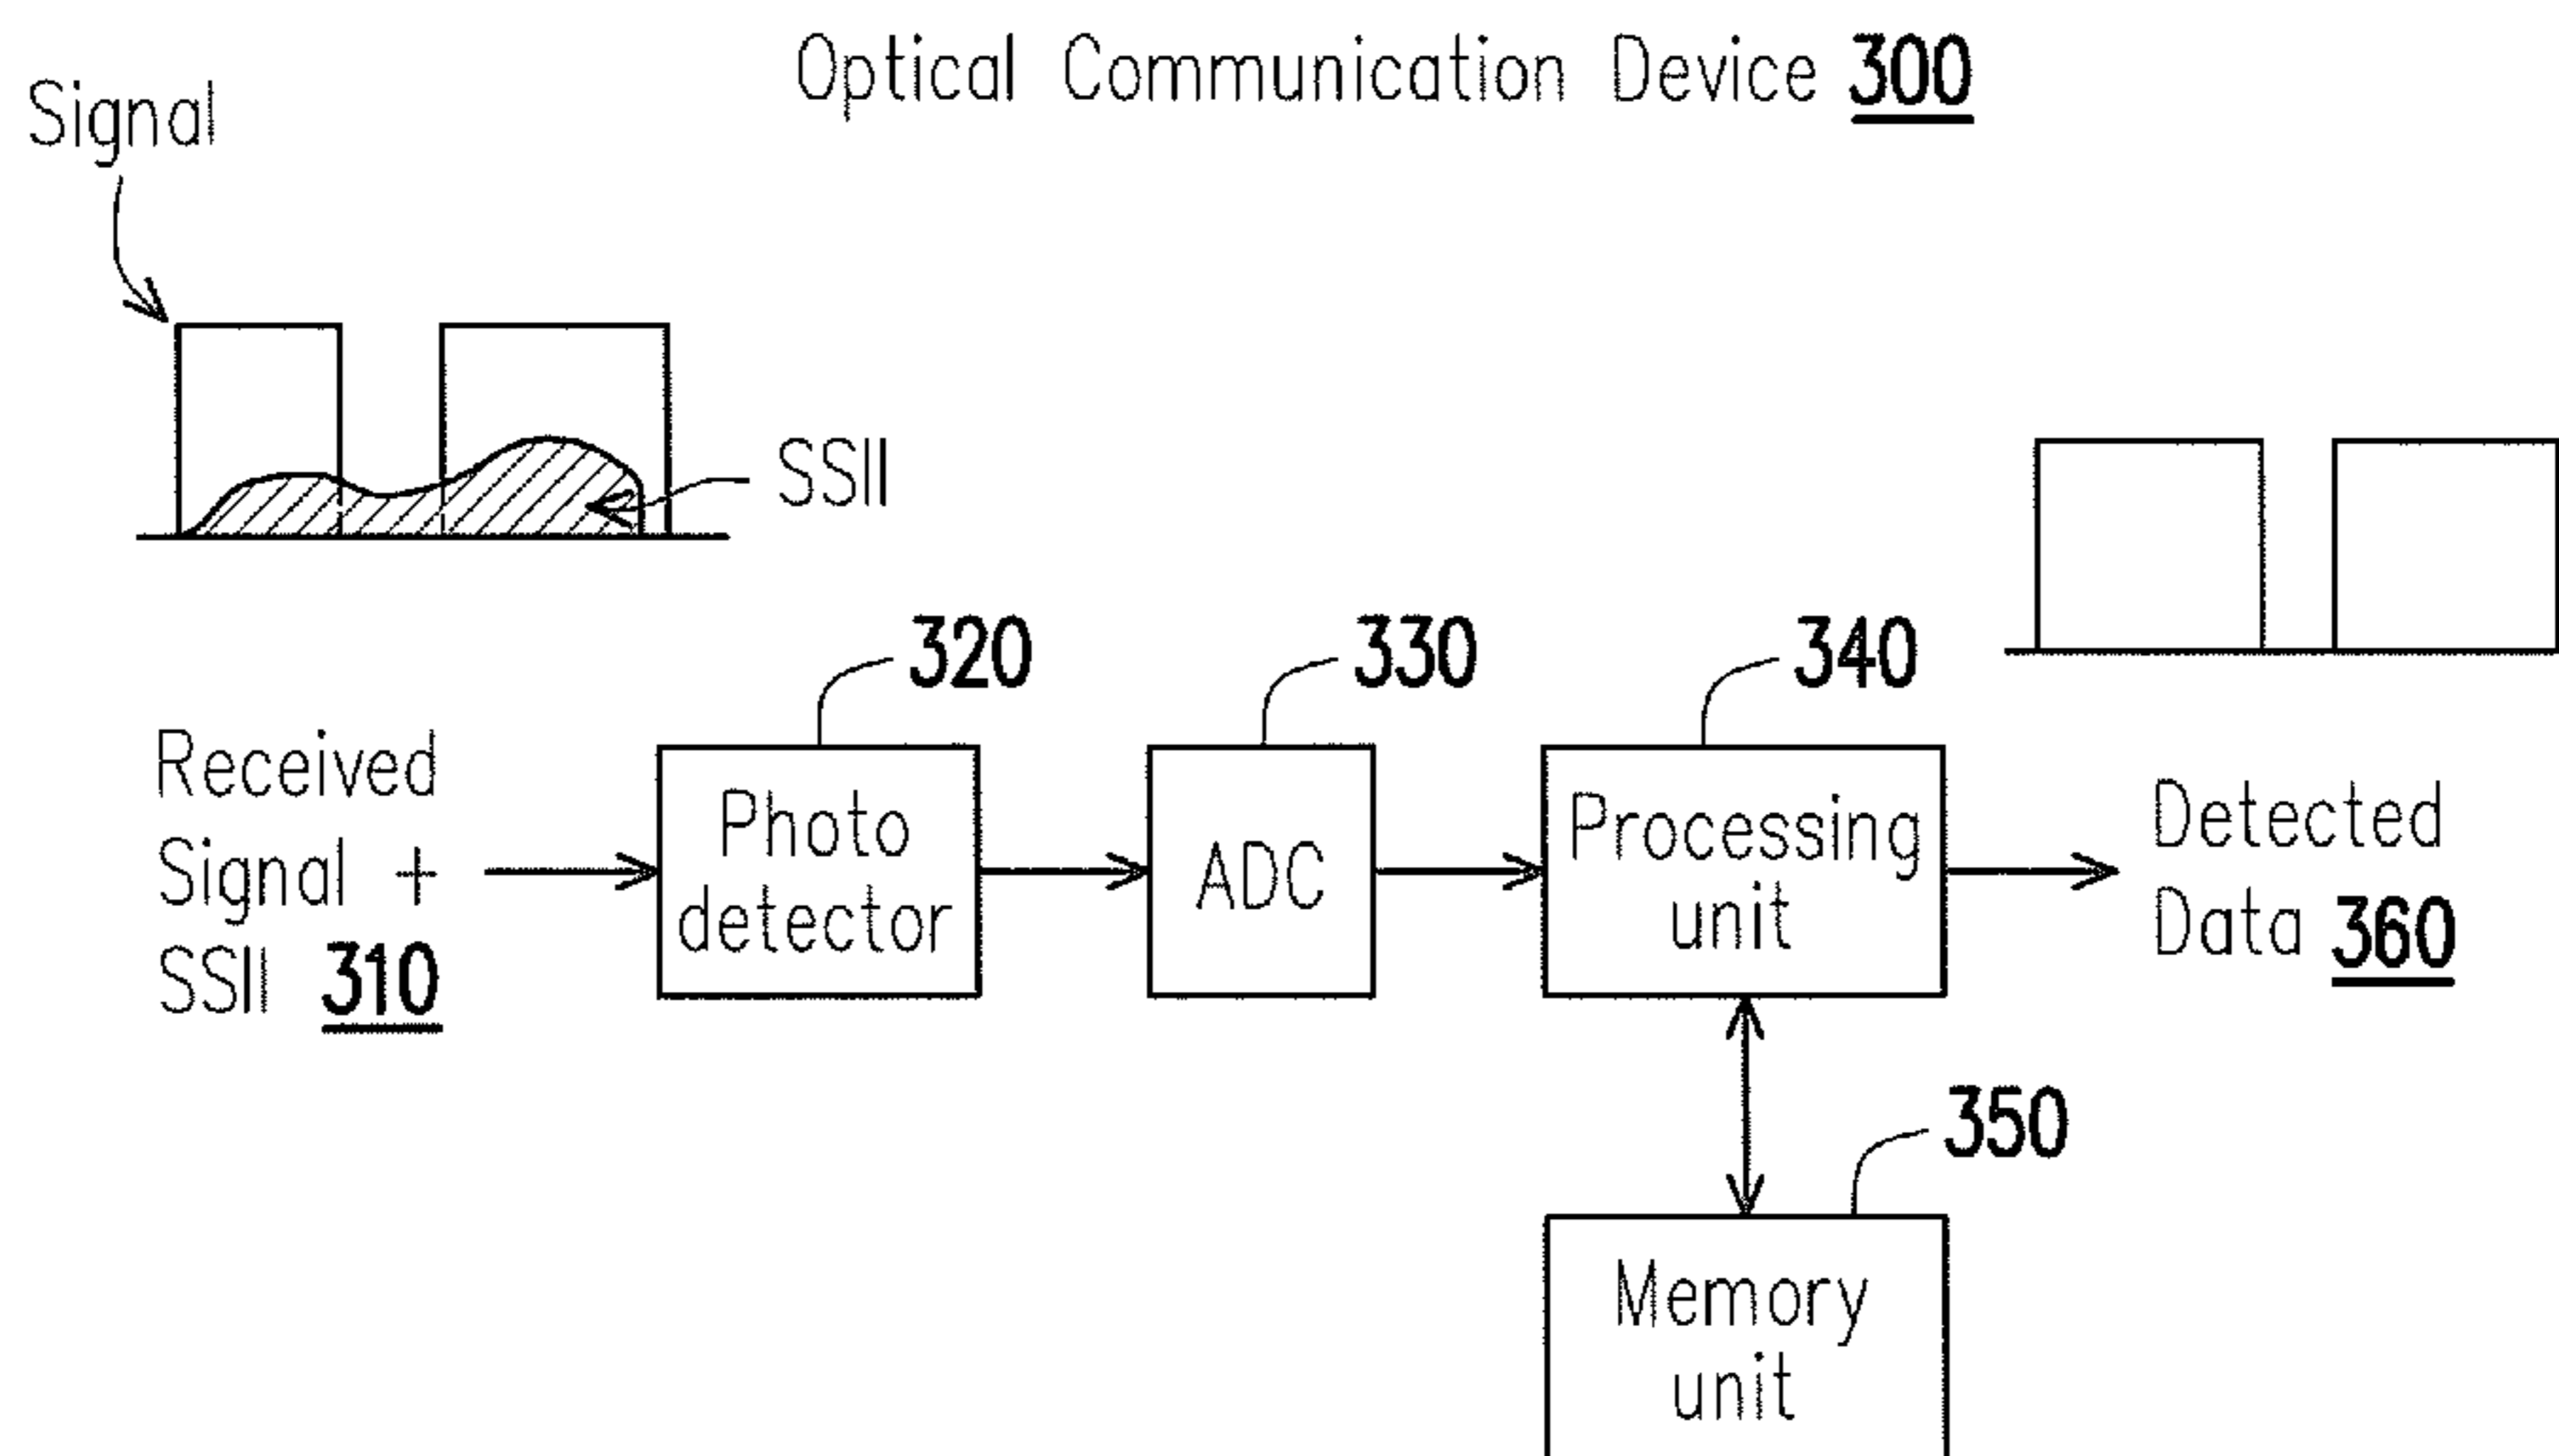 Optical Communication Device 300
Signal
SSII
320
330
340
Received
Signal +
SSII 310
Photo
detector
ADC
Processing
unit
Detected
Data 360
350
Memory
unit